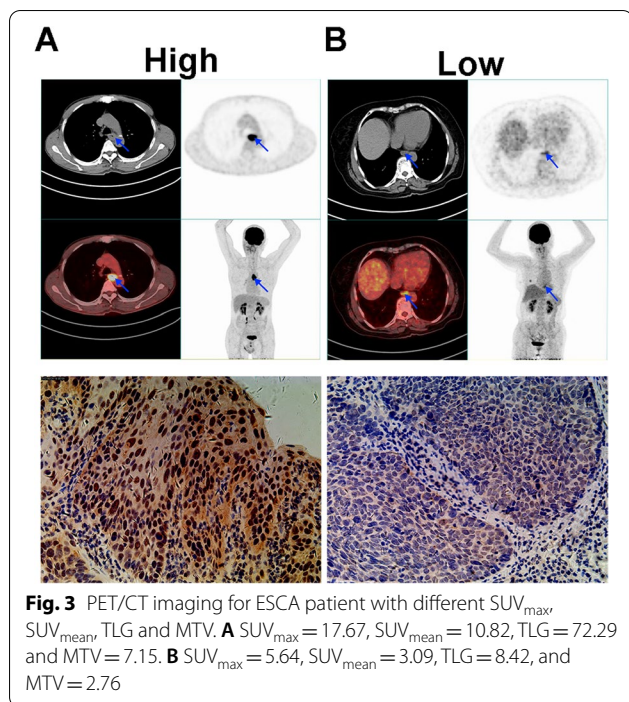 A
High
B
Low
Fig. 3 PET/CT imaging for ESCA patient with different SUVmax,
SUVmean, TLG and MTV. A SUVmax = 17.67, SUVmean = 10.82, TLG = 72.29
and MTV = 7.15. B SUVmax = 5.64, SUVmean = 3.09, TLG = 8.42, and
MTV = 2.76